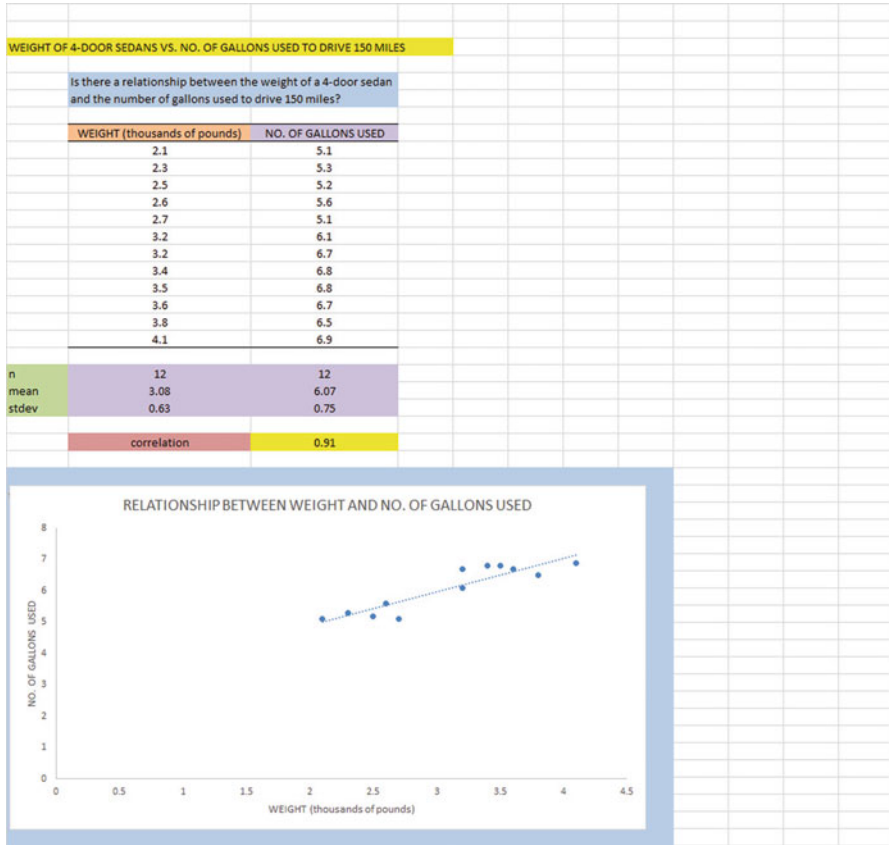 WEIGHT OF 4-DOOR SEDANS VS. NO. OF GALLONS USED TO DRIVE 150 MILES
Is there a relationship between the weight of a 4-door sedan
and the number of gallons used to drive 150 miles?
WEIGHT (thousands of pounds) NO. OF GALLONS USED
2.1 5.1
2.3 5.3
2.5 5.2
2.6 5.6
2.7 5.1
3.2 6.1
3.2 6.7
3.4 6.8
3.5 6.8
3.6 6.7
3.8 6.5
4.1 6.9
n 12 12
mean 3.08 6.07
stdev 0.63 0.75
correlation 0.91
RELATIONSHIP BETWEEN WEIGHT AND NO. OF GALLONS USED
NO. OF GALLONS USED
8
7
6
5
4
3
2
1
0
0 0.5 1 1.5 2 2.5 3 3.5 4 4.5
WEIGHT (thousands of pounds)